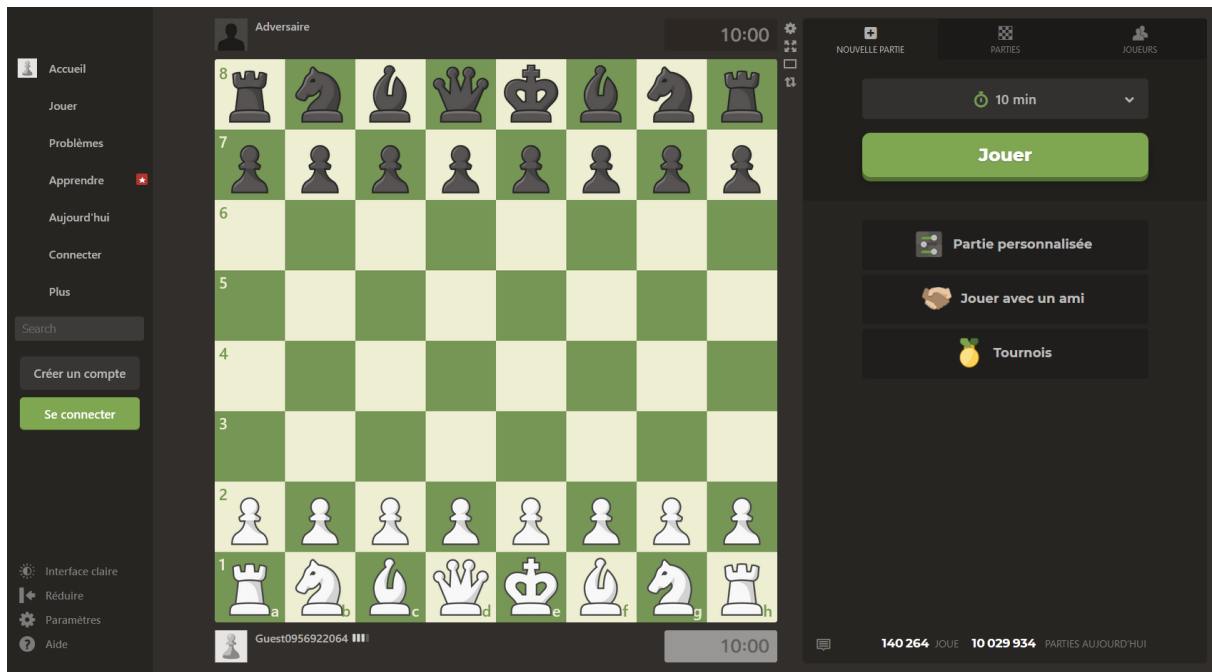 Accueil
Jouer
Problèmes
Apprendre
Aujourd'hui
Connecter
Plus
Search
Créer un compte
Se connecter
Interface claire
Réduire
Paramètres
Aide
Adversaire
10:00
8
7
6
5
4
3
2
1
a b c d e f g h
Guest0956922064
10:00
NOUVELLE PARTIE PARTIES JOUEURS
10 min
Jouer
Partie personnalisée
Jouer avec un ami
Tournois
140 264 JOUE 10 029 934 PARTIES AUJOURD'HUI